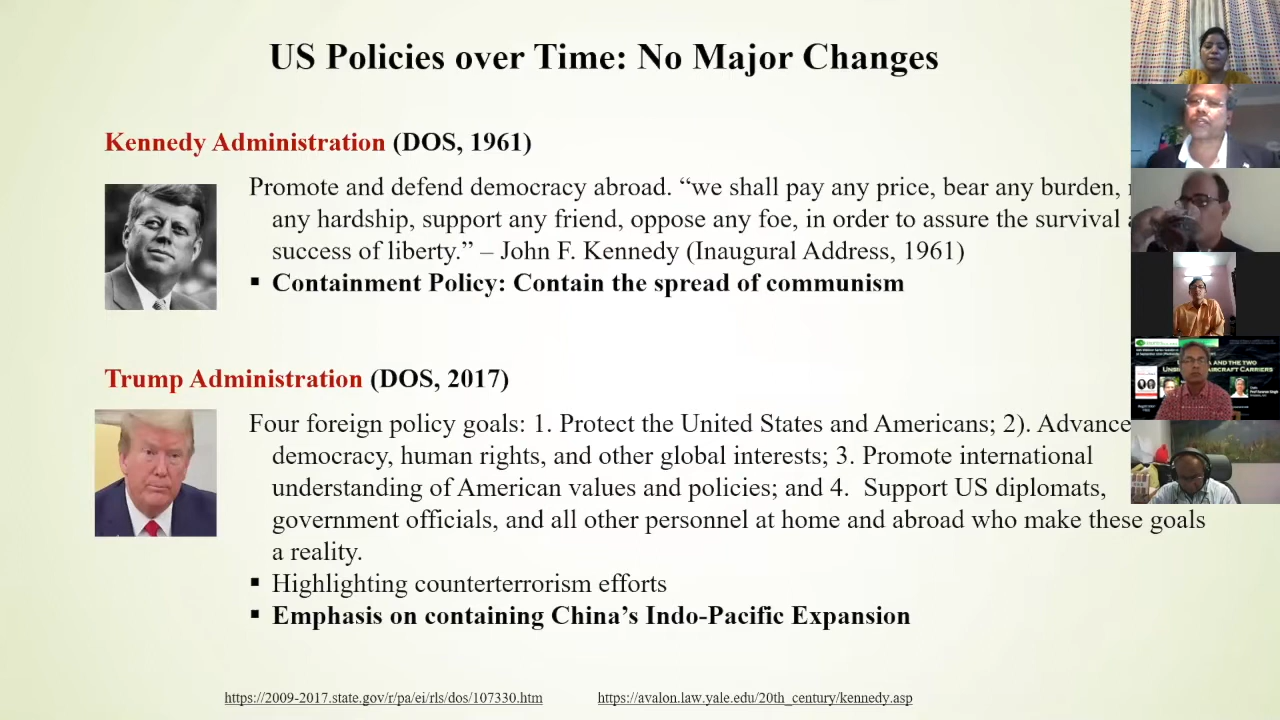 US Policies over Time: No Major Changes
Kennedy Administration (DOS, 1961)
Promote and defend democracy abroad. “we shall pay any price, bear any burden,
any hardship, support any friend, oppose any foe, in order to assure the survival
success of liberty.” – John F. Kennedy (Inaugural Address, 1961)
▪ Containment Policy: Contain the spread of communism
Trump Administration (DOS, 2017)
Four foreign policy goals: 1. Protect the United States and Americans; 2). Advance
democracy, human rights, and other global interests; 3. Promote international
understanding of American values and policies; and 4. Support US diplomats,
government officials, and all other personnel at home and abroad who make these goals
a reality.
▪ Highlighting counterterrorism efforts
▪ Emphasis on containing China’s Indo-Pacific Expansion
https://2009-2017.state.gov/r/pa/ei/rls/dos/107330.htm
https://avalon.law.yale.edu/20th_century/kennedy.asp
AND THE TWO
AIRCRAFT CARRIERS